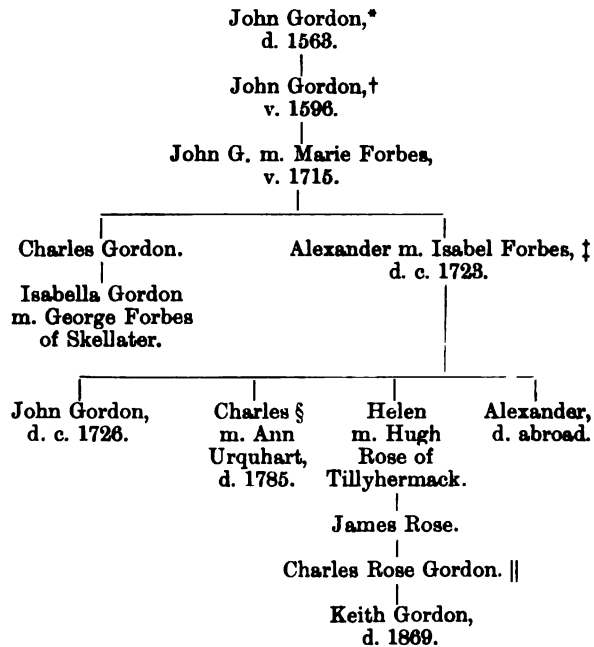 John Gordon,*
d. 1563.
John Gordon,†
v. 1596.
John G. m. Marie Forbes,
v. 1715.
Charles Gordon.
Isabella Gordon
m. George Forbes
of Skellater.
Alexander m. Isabel Forbes, ‡
d. c. 1723.
John Gordon,
d. c. 1726.
Charles §
m. Ann
Urquhart,
d. 1785.
Helen
m. Hugh
Rose of
Tillyhermack.
James Rose.
Charles Rose Gordon. ||
Keith Gordon,
d. 1869.
Alexander,
d. abroad.